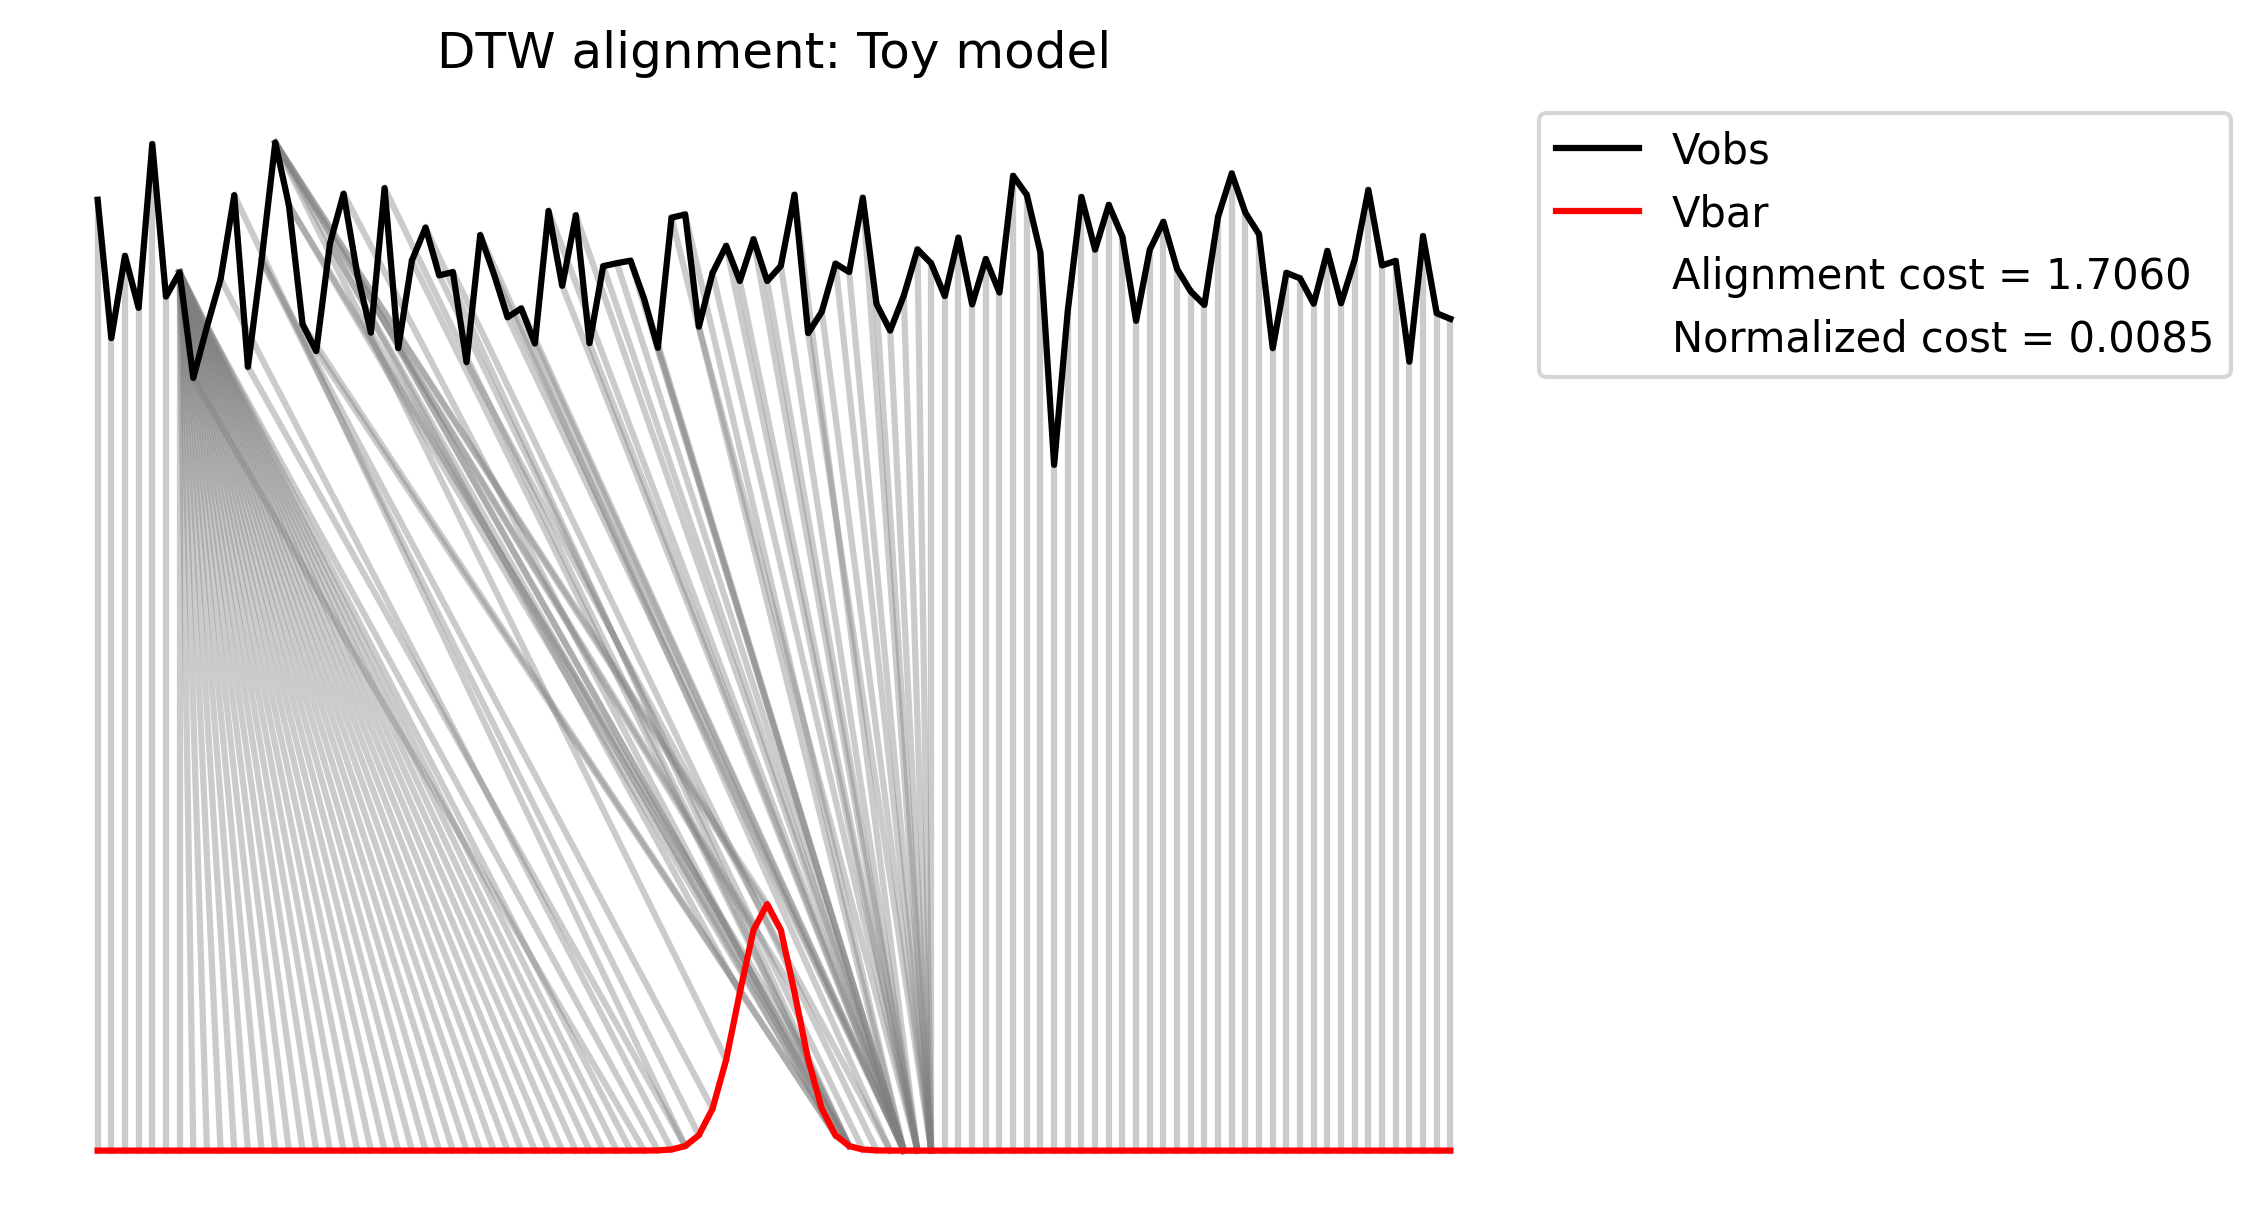 DTW alignment: Toy model
Vobs
Vbar
Alignment cost = 1.7060
Normalized cost = 0.0085